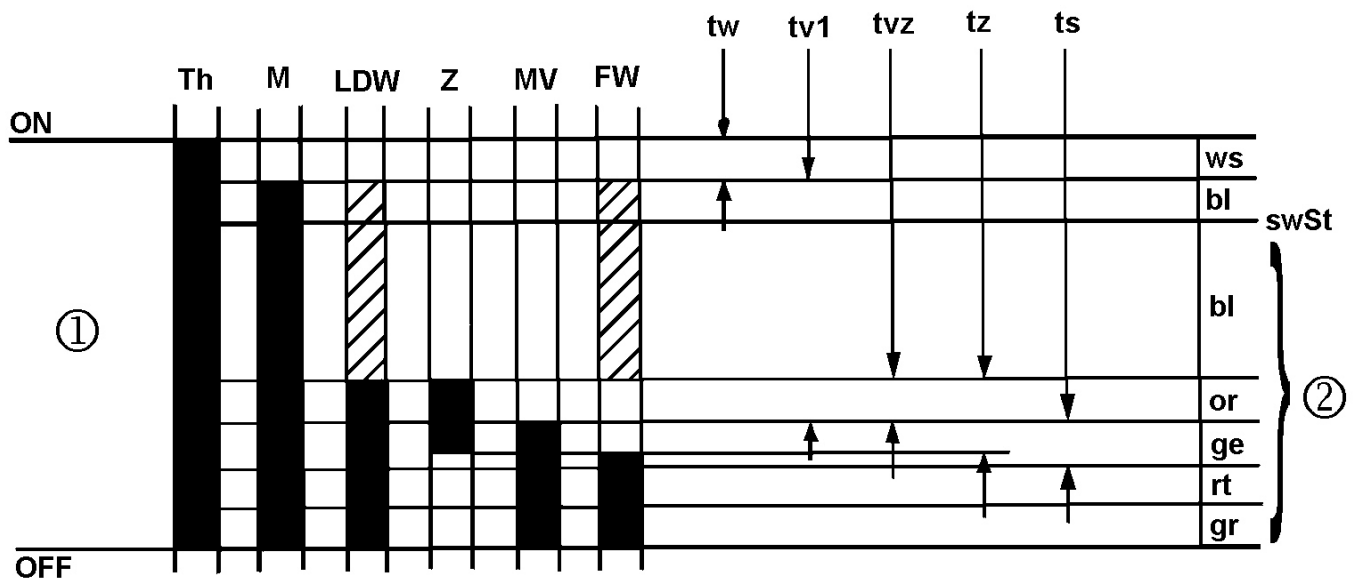 tw tv1 tvz tz ts
Th M LDW Z MV FW
ON
ws
bl
swSt
bl
①
or
②
ge
rt
gr
OFF